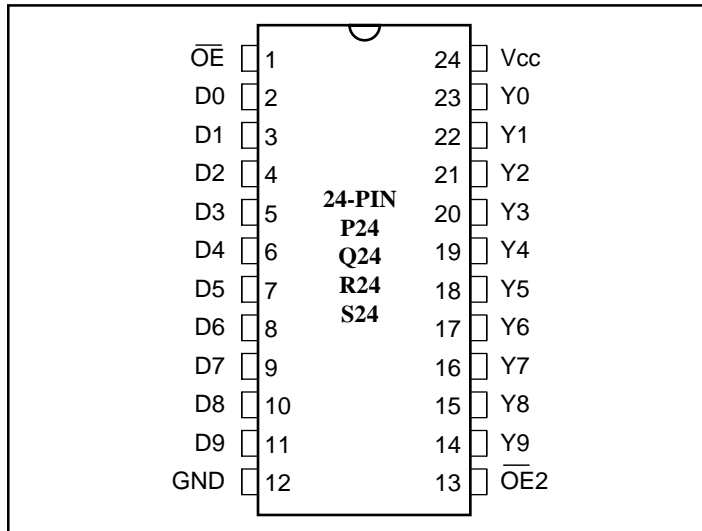 O̅E̅ 1 24 Vcc
D0 2 23 Y0
D1 3 22 Y1
D2 4 21 Y2
D3 5 20 Y3
D4 6 19 Y4
D5 7 18 Y5
D6 8 17 Y6
D7 9 16 Y7
D8 10 15 Y8
D9 11 14 Y9
GND 12 13 O̅E̅2
24-PIN
P24
Q24
R24
S24